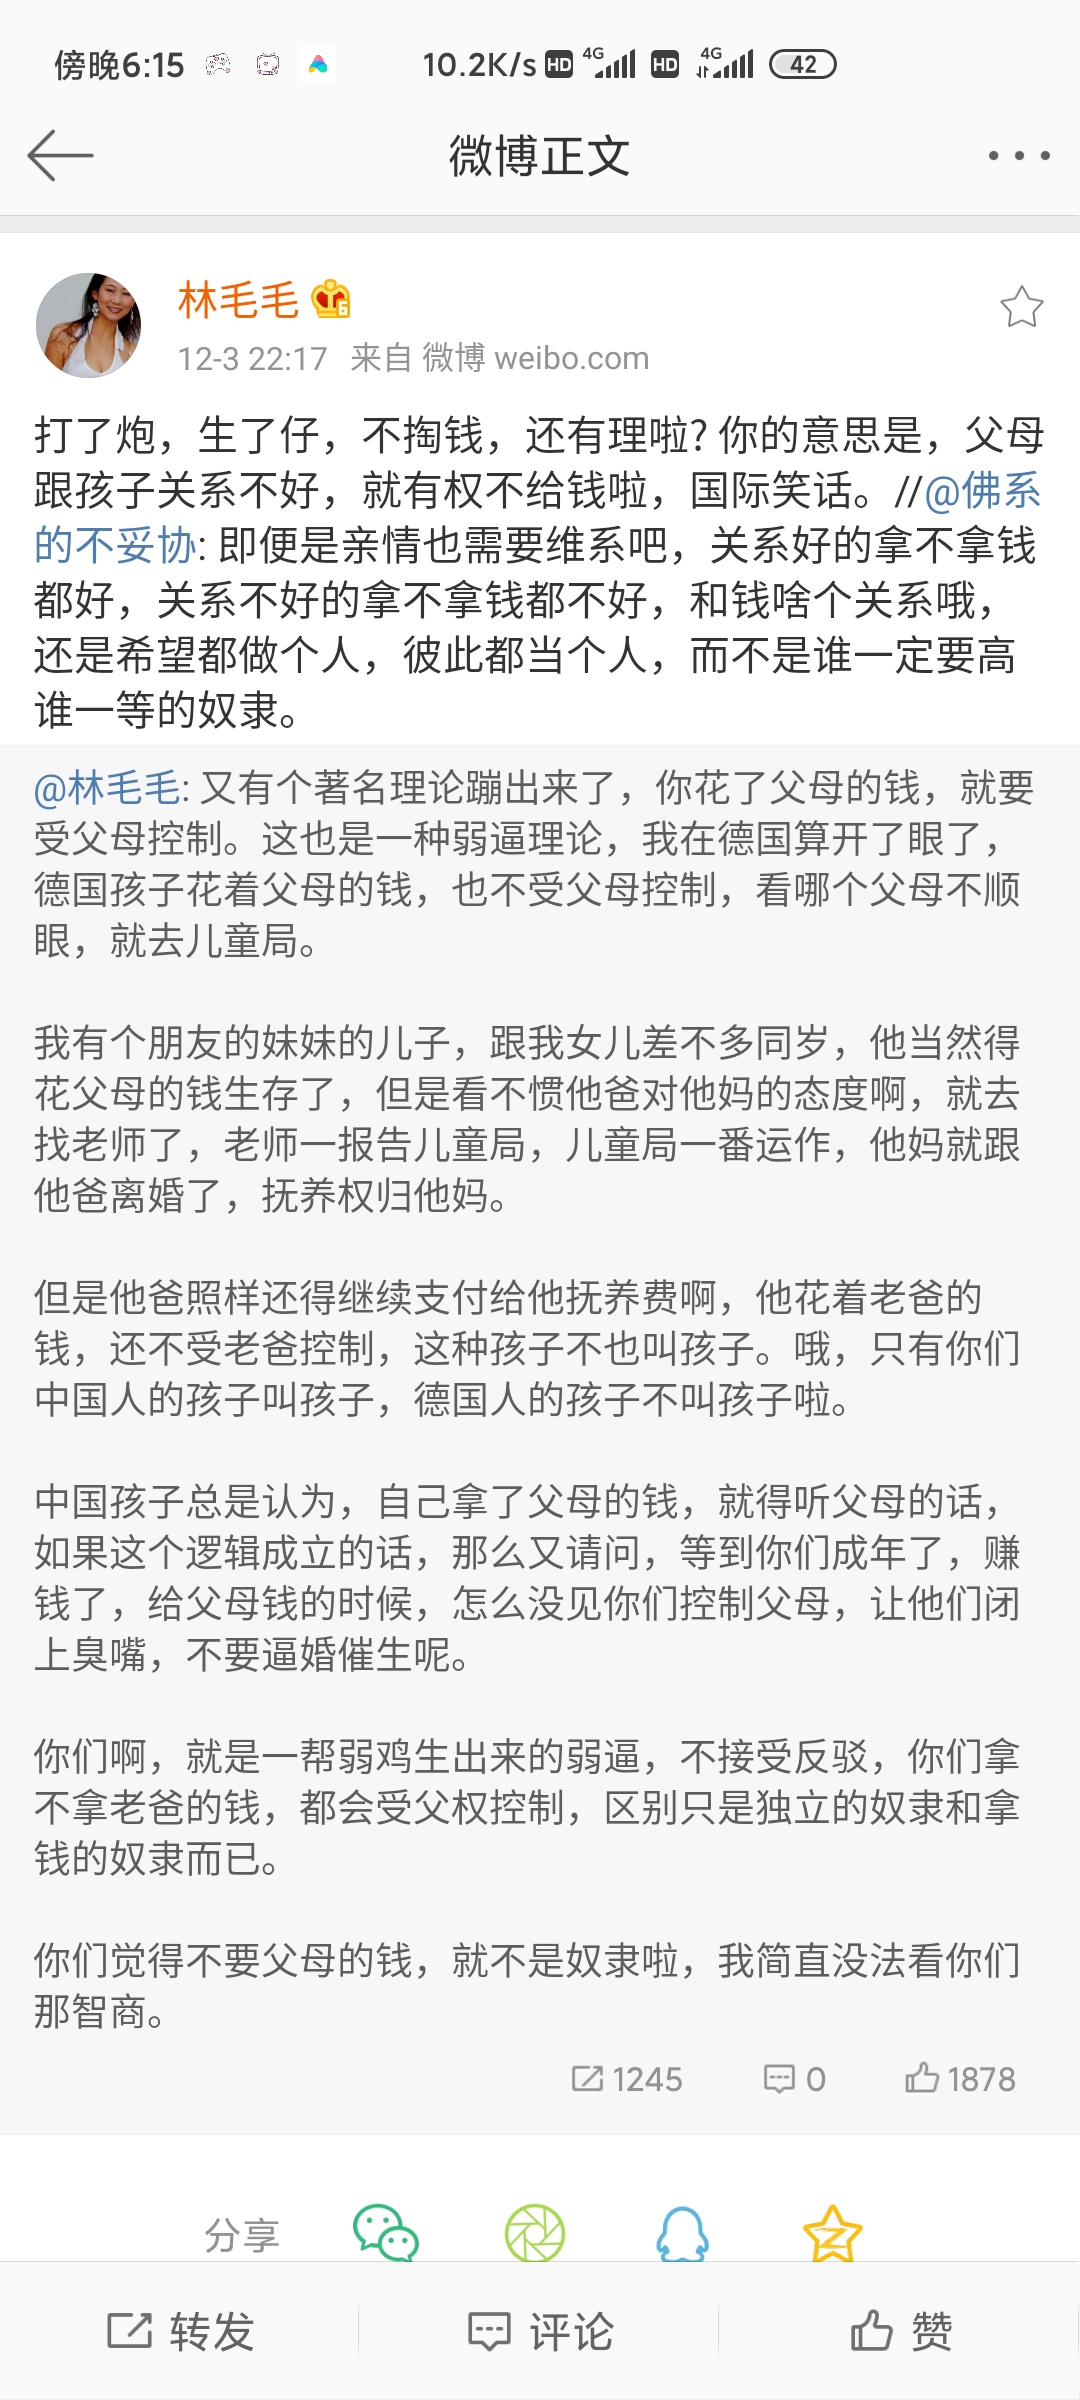 傍晚6:15 10.2K/s HD 4G HD 4G 42
微博正文
林毛毛
12-3 22:17 来自 微博 weibo.com
打了炮，生了仔，不掏钱，还有理啦? 你的意思是，父母
跟孩子关系不好，就有权不给钱啦，国际笑话。//@佛系
的不妥协: 即便是亲情也需要维系吧，关系好的拿不拿钱
都好，关系不好的拿不拿钱都不好，和钱啥个关系哦，
还是希望都做个人，彼此都当个人，而不是谁一定要高
谁一等的奴隶。
@林毛毛: 又有个著名理论蹦出来了，你花了父母的钱，就要
受父母控制。这也是一种弱逼理论，我在德国算开了眼了，
德国孩子花着父母的钱，也不受父母控制，看哪个父母不顺
眼，就去儿童局。
我有个朋友的妹妹的儿子，跟我女儿差不多同岁，他当然得
花父母的钱生存了，但是看不惯他爸对他妈的态度啊，就去
找老师了，老师一报告儿童局，儿童局一番运作，他妈就跟
他爸离婚了，抚养权归他妈。
但是他爸照样还得继续支付给他抚养费啊，他花着老爸的
钱，还不受老爸控制，这种孩子不也叫孩子。哦，只有你们
中国人的孩子叫孩子，德国人的孩子不叫孩子啦。
中国孩子总是认为，自己拿了父母的钱，就得听父母的话，
如果这个逻辑成立的话，那么又请问，等到你们成年了，赚
钱了，给父母钱的时候，怎么没见你们控制父母，让他们闭
上臭嘴，不要逼婚催生呢。
你们啊，就是一帮弱鸡生出来的弱逼，不接受反驳，你们拿
不拿老爸的钱，都会受父权控制，区别只是独立的奴隶和拿
钱的奴隶而已。
你们觉得不要父母的钱，就不是奴隶啦，我简直没法看你们
那智商。
1245 0 1878
分享
转发 评论 赞